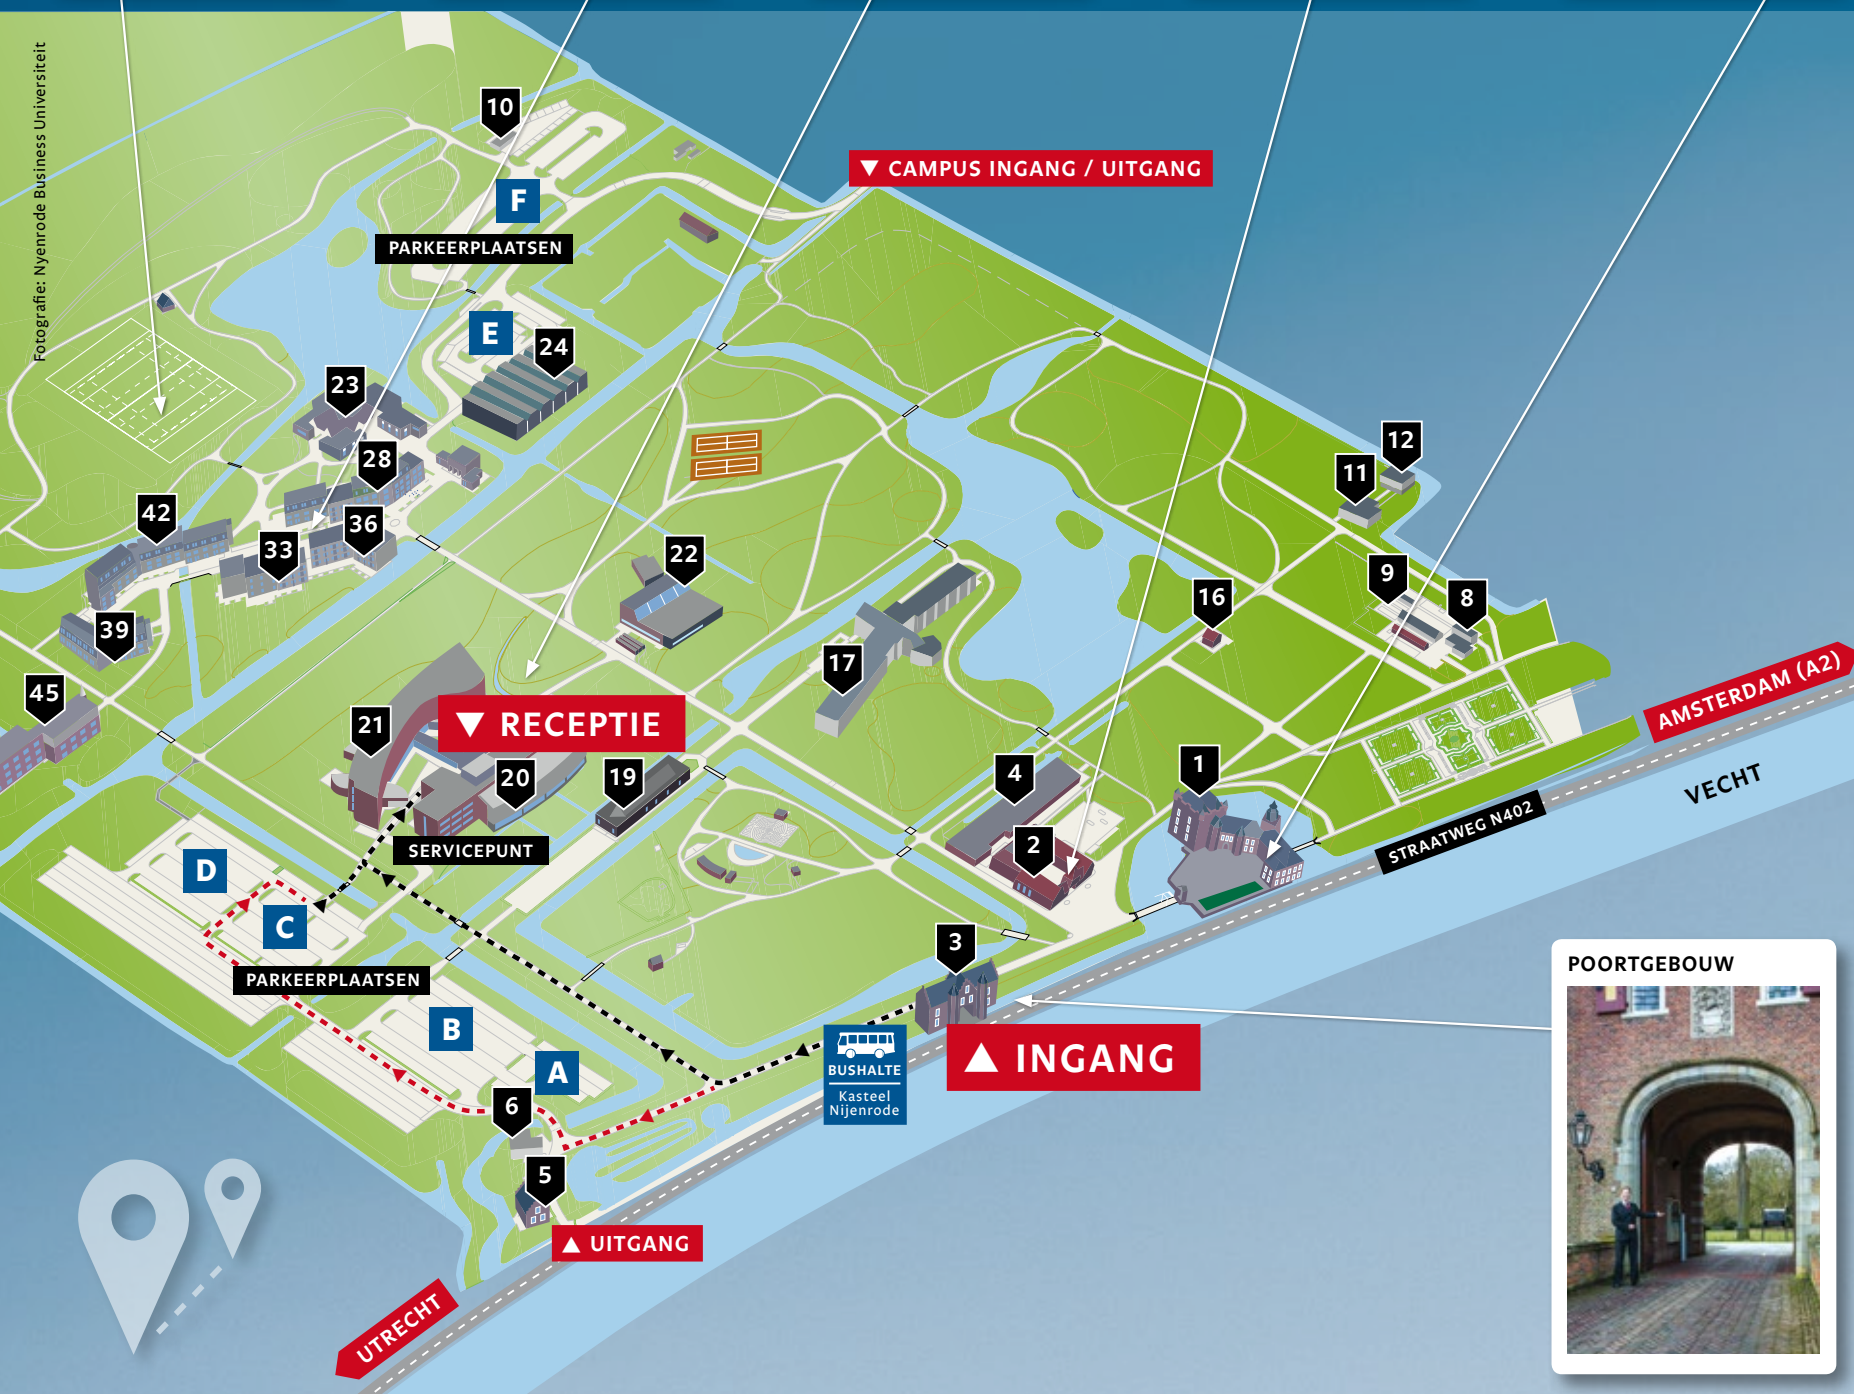 Fotografie: Nyenrode Business Universiteit
10
▼ CAMPUS INGANG / UITGANG
F
PARKEERPLAATSEN
E
24
23
28
12
11
42
36
33
22
9
8
16
39
17
45
AMSTERDAM (A2)
21
▼ RECEPTIE
20
19
4
1
VECHT
STRAATWEG N402
SERVICEPUNT
2
D
C
3
POORTGEBOUW
PARKEERPLAATSEN
B
A
BUSHALTE
Kasteel
Nijenrode
▲ INGANG
6
5
▲ UITGANG
UTRECHT